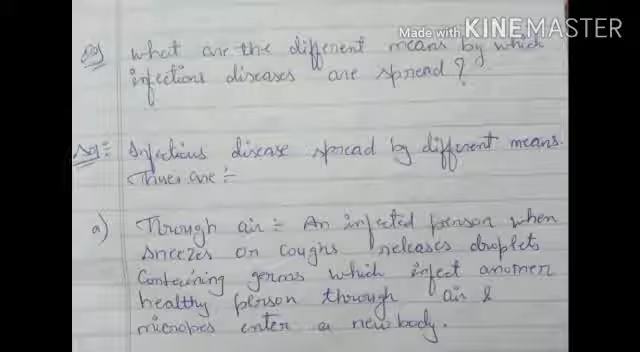 Made with KINEMASTER
Q) What are the different means by which
infections diseases are spread?
Ans:- Infectious disease spread by different means.
These are :-
a) Through air :- An infected person when
sneezes or coughs releases droplets
containing germs which infect another
healthy person through air &
microbes enter a new body.